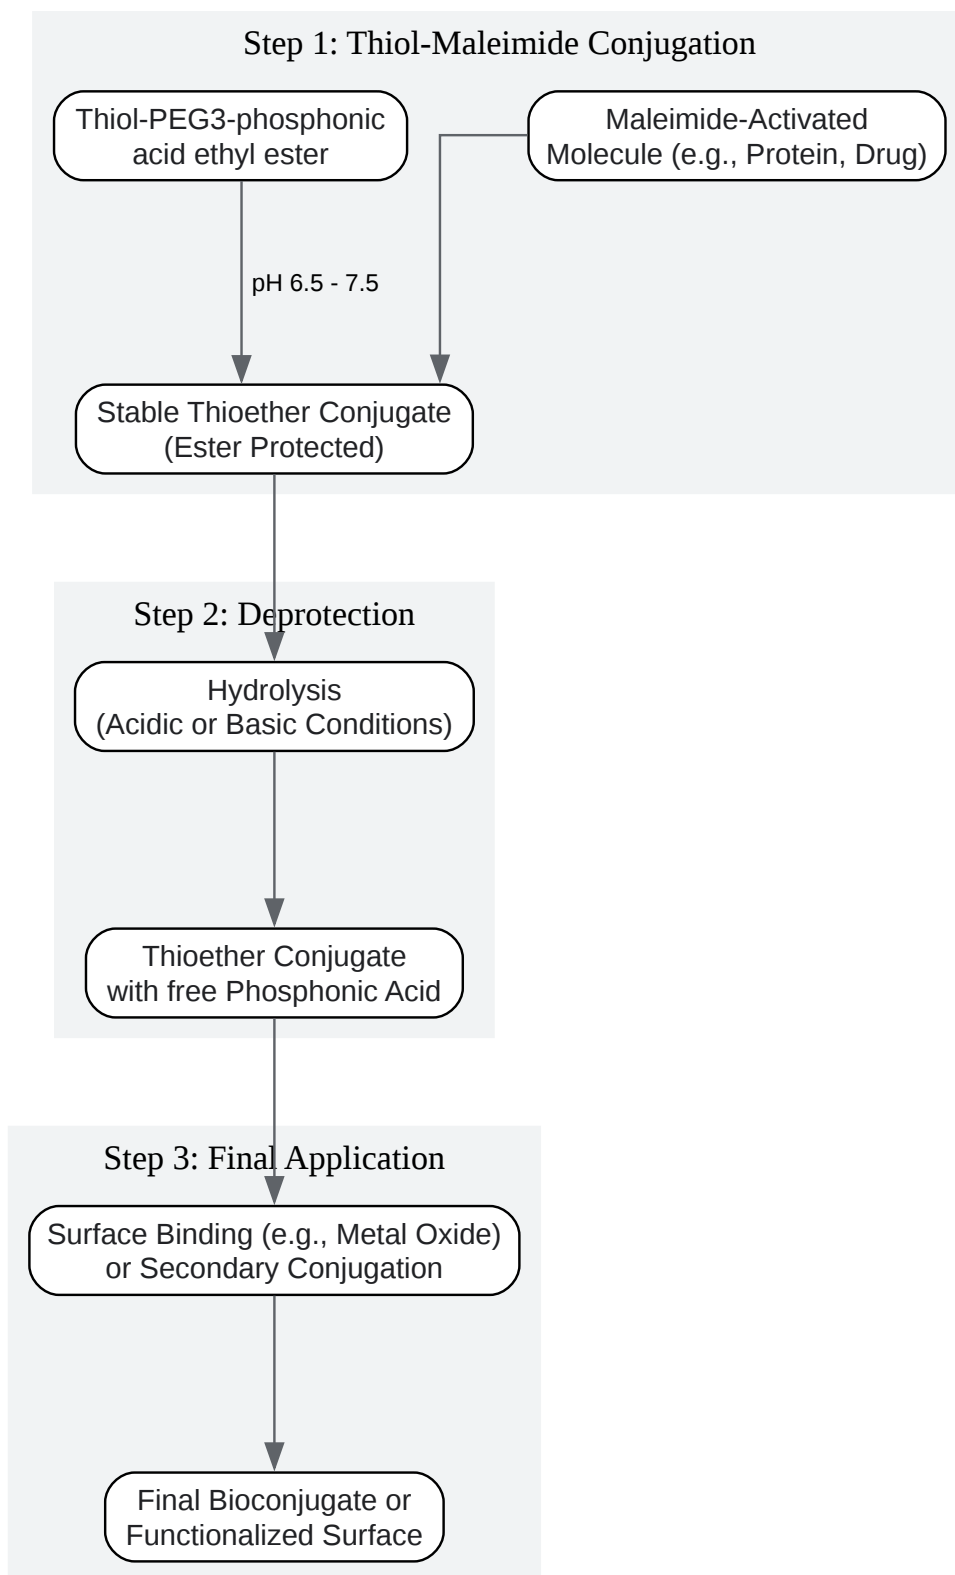 Step 1: Thiol-Maleimide Conjugation
Thiol-PEG3-phosphonic
acid ethyl ester
Maleimide-Activated
Molecule (e.g., Protein, Drug)
pH 6.5 - 7.5
Stable Thioether Conjugate
(Ester Protected)
Step 2: Deprotection
Hydrolysis
(Acidic or Basic Conditions)
Thioether Conjugate
with free Phosphonic Acid
Step 3: Final Application
Surface Binding (e.g., Metal Oxide)
or Secondary Conjugation
Final Bioconjugate or
Functionalized Surface